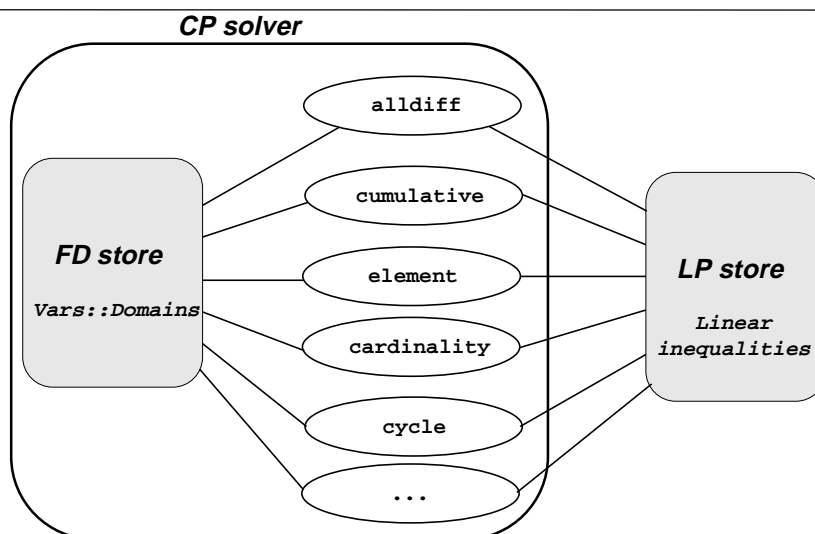 CP solver
alldiff
cumulative
FD store
element
LP store
Vars::Domains
Linear
cardinality
inequalities
cycle
...